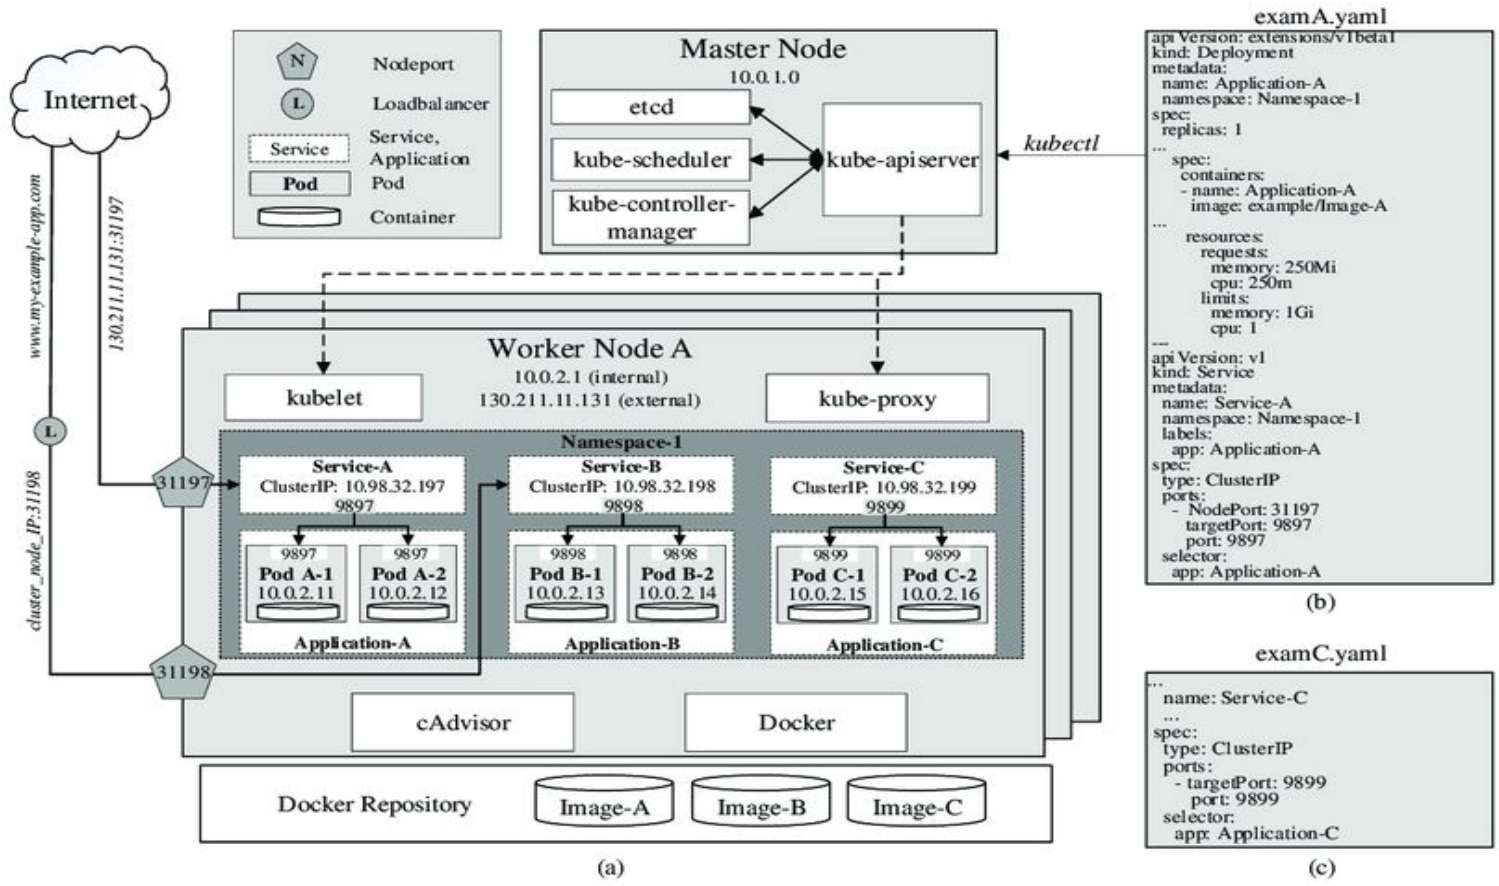 Internet
www.my-example-app.com
130.211.11.131:31197
L
cluster_node_IP:31198
N
Nodeport
L
Loadbalancer
Service
Service,
Application
Pod
Pod
Container
Master Node
10.0.1.0
etcd
kube-scheduler
kube-controller-
manager
kube-apiserver
kubectl
Worker Node A
10.0.2.1 (internal)
130.211.11.131 (external)
kubelet
kube-proxy
Namespace-1
31197
31198
Service-A
ClusterIP: 10.98.32.197
9897
9897
Pod A-1
10.0.2.11
9897
Pod A-2
10.0.2.12
Application-A
Service-B
ClusterIP: 10.98.32.198
9898
9898
Pod B-1
10.0.2.13
9898
Pod B-2
10.0.2.14
Application-B
Service-C
ClusterIP: 10.98.32.199
9899
9899
Pod C-1
10.0.2.15
9899
Pod C-2
10.0.2.16
Application-C
cAdvisor
Docker
Docker Repository
Image-A
Image-B
Image-C
(a)
examA.yaml
apiVersion: extensions/v1beta1
kind: Deployment
metadata:
name: Application-A
namespace: Namespace-1
spec:
replicas: 1
...
spec:
containers:
- name: Application-A
image: example/Image-A
...
resources:
requests:
memory: 250Mi
cpu: 250m
limits:
memory: 1Gi
cpu: 1
---
apiVersion: v1
kind: Service
metadata:
name: Service-A
namespace: Namespace-1
labels:
app: Application-A
spec:
type: ClusterIP
ports:
- NodePort: 31197
targetPort: 9897
port: 9897
selector:
app: Application-A
(b)
examC.yaml
...
name: Service-C
...
spec:
type: ClusterIP
ports:
- targetPort: 9899
port: 9899
selector:
app: Application-C
(c)